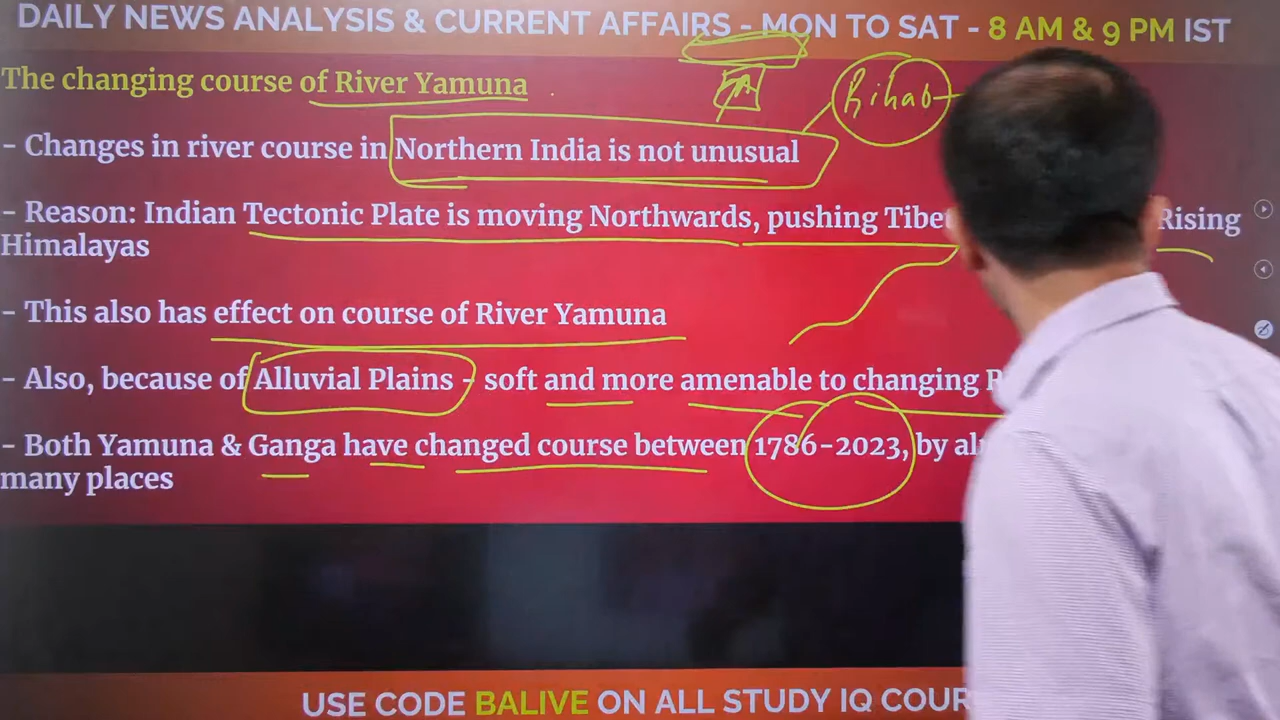 DAILY NEWS ANALYSIS & CURRENT AFFAIRS - MON TO SAT - 8 AM & 9 PM IST
The changing course of River Yamuna
- Changes in river course in Northern India is not unusual
- Reason: Indian Tectonic Plate is moving Northwards, pushing Rising
Himalayas
- This also has effect on course of River Yamuna
- Also, because of Alluvial Plains - soft and more amenable to changing
- Both Yamuna & Ganga have changed course between 1786-2023, by
many places
USE CODE BALIVE ON ALL STUDY IQ